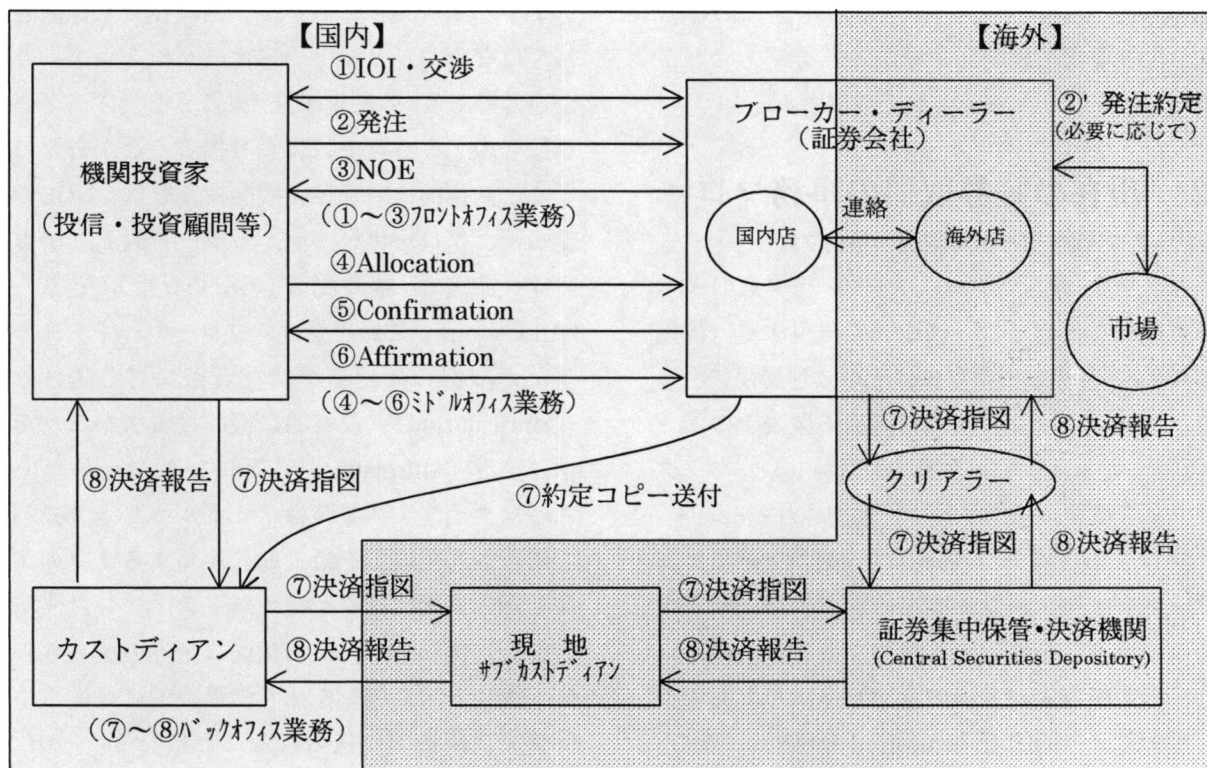 【国内】
【海外】
①IOI・交渉
②発注
③NOE
(①～③ﾌﾛﾝﾄｵﾌｨｽ業務)
④Allocation
⑤Confirmation
⑥Affirmation
(④～⑥ﾐﾄﾞﾙｵﾌｨｽ業務)
機関投資家
(投信・投資顧問等)
ブローカー・ディーラー
(証券会社)
国内店
連絡
海外店
②' 発注約定
(必要に応じて)
市場
⑧決済報告
⑦決済指図
⑦約定コピー送付
⑦決済指図
⑧決済報告
クリアラー
⑦決済指図
⑧決済報告
カストディアン
⑦決済指図
⑧決済報告
現 地
ｻﾌﾞｶｽﾄﾃﾞｨｱﾝ
⑦決済指図
⑧決済報告
証券集中保管・決済機関
(Central Securities Depository)
(⑦～⑧ﾊﾞｯｸｵﾌｨｽ業務)